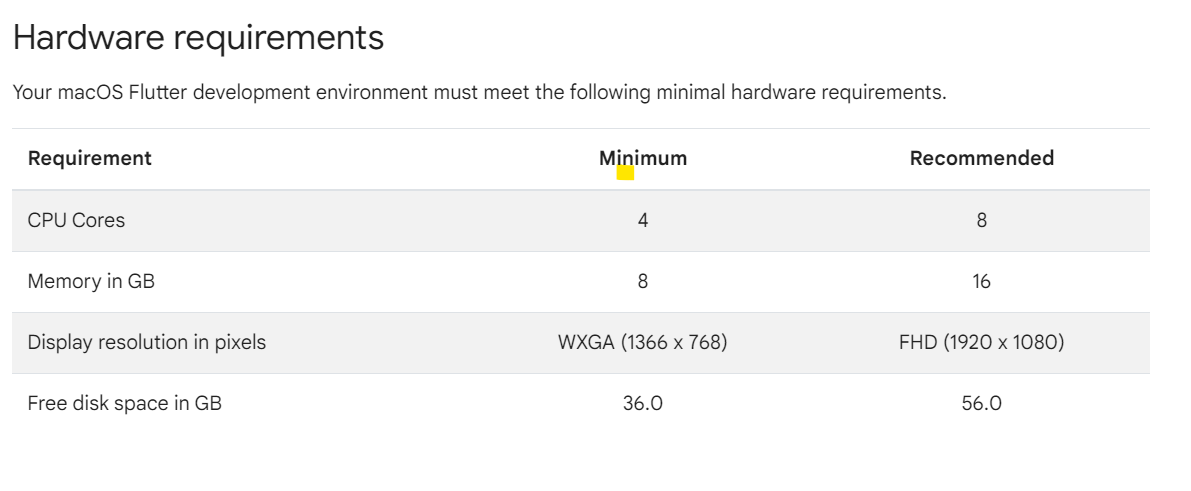 Hardware requirements
Your macOS Flutter development environment must meet the following minimal hardware requirements.
Requirement Minimum Recommended
CPU Cores 4 8
Memory in GB 8 16
Display resolution in pixels WXGA (1366 x 768) FHD (1920 x 1080)
Free disk space in GB 36.0 56.0